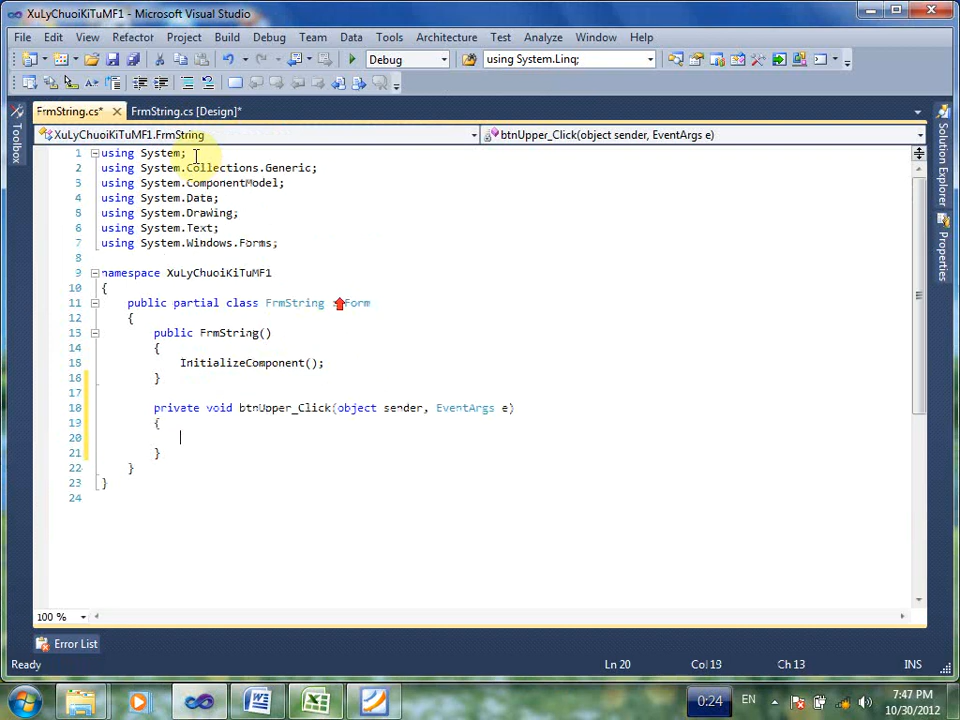 XuLyChuoiKiTuMF1 - Microsoft Visual Studio
File Edit View Refactor Project Build Debug Team Data Tools Architecture Test Analyze Window Help
Debug using System.Linq;
FrmString.cs* FrmString.cs [Design]*
XuLyChuoiKiTuMF1.FrmString btnUpper_Click(object sender, EventArgs e)
Toolbox
Solution Explorer
Properties
1 using System;
2 using System.Collections.Generic;
3 using System.ComponentModel;
4 using System.Data;
5 using System.Drawing;
6 using System.Text;
7 using System.Windows.Forms;
8
9 namespace XuLyChuoiKiTuMF1
10 {
11 public partial class FrmString : Form
12 {
13 public FrmString()
14 {
15 InitializeComponent();
16 }
17
18 private void btnUpper_Click(object sender, EventArgs e)
19 {
20
21 }
22 }
23 }
24
100 %
Error List
Ready Ln 20 Col 13 Ch 13 INS
0:24 EN 7:47 PM
10/30/2012